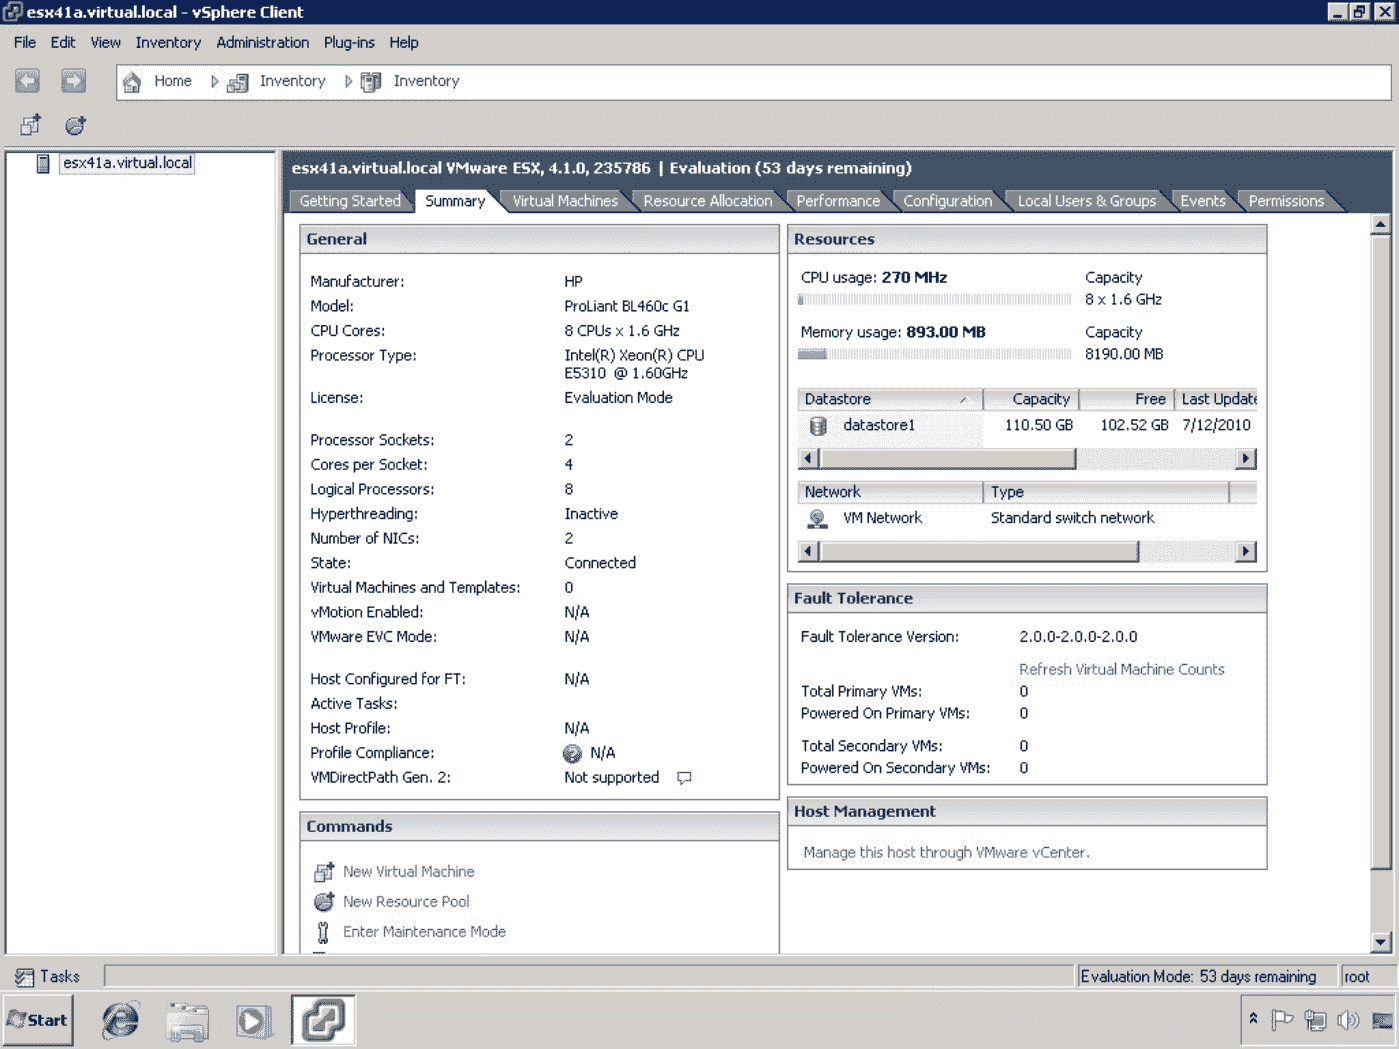 esx41a.virtual.local - vSphere Client
File Edit View Inventory Administration Plug-ins Help
Home Inventory Inventory
esx41a.virtual.local
esx41a.virtual.local VMware ESX, 4.1.0, 235786 | Evaluation (53 days remaining)
Getting Started Summary Virtual Machines Resource Allocation Performance Configuration Local Users & Groups Events Permissions
General
Manufacturer: HP
Model: ProLiant BL460c G1
CPU Cores: 8 CPUs x 1.6 GHz
Processor Type: Intel(R) Xeon(R) CPU
E5310 @ 1.60GHz
License: Evaluation Mode
Processor Sockets: 2
Cores per Socket: 4
Logical Processors: 8
Hyperthreading: Inactive
Number of NICs: 2
State: Connected
Virtual Machines and Templates: 0
vMotion Enabled: N/A
VMware EVC Mode: N/A
Host Configured for FT: N/A
Active Tasks:
Host Profile: N/A
Profile Compliance: N/A
VMDirectPath Gen. 2: Not supported
Commands
New Virtual Machine
New Resource Pool
Enter Maintenance Mode
Resources
CPU usage: 270 MHz Capacity
8 x 1.6 GHz
Memory usage: 893.00 MB Capacity
8190.00 MB
Datastore Capacity Free Last Update
datastore1 110.50 GB 102.52 GB 7/12/2010
Network Type
VM Network Standard switch network
Fault Tolerance
Fault Tolerance Version: 2.0.0-2.0.0-2.0.0
Refresh Virtual Machine Counts
Total Primary VMs: 0
Powered On Primary VMs: 0
Total Secondary VMs: 0
Powered On Secondary VMs: 0
Host Management
Manage this host through VMware vCenter.
Tasks Evaluation Mode: 53 days remaining root
Start